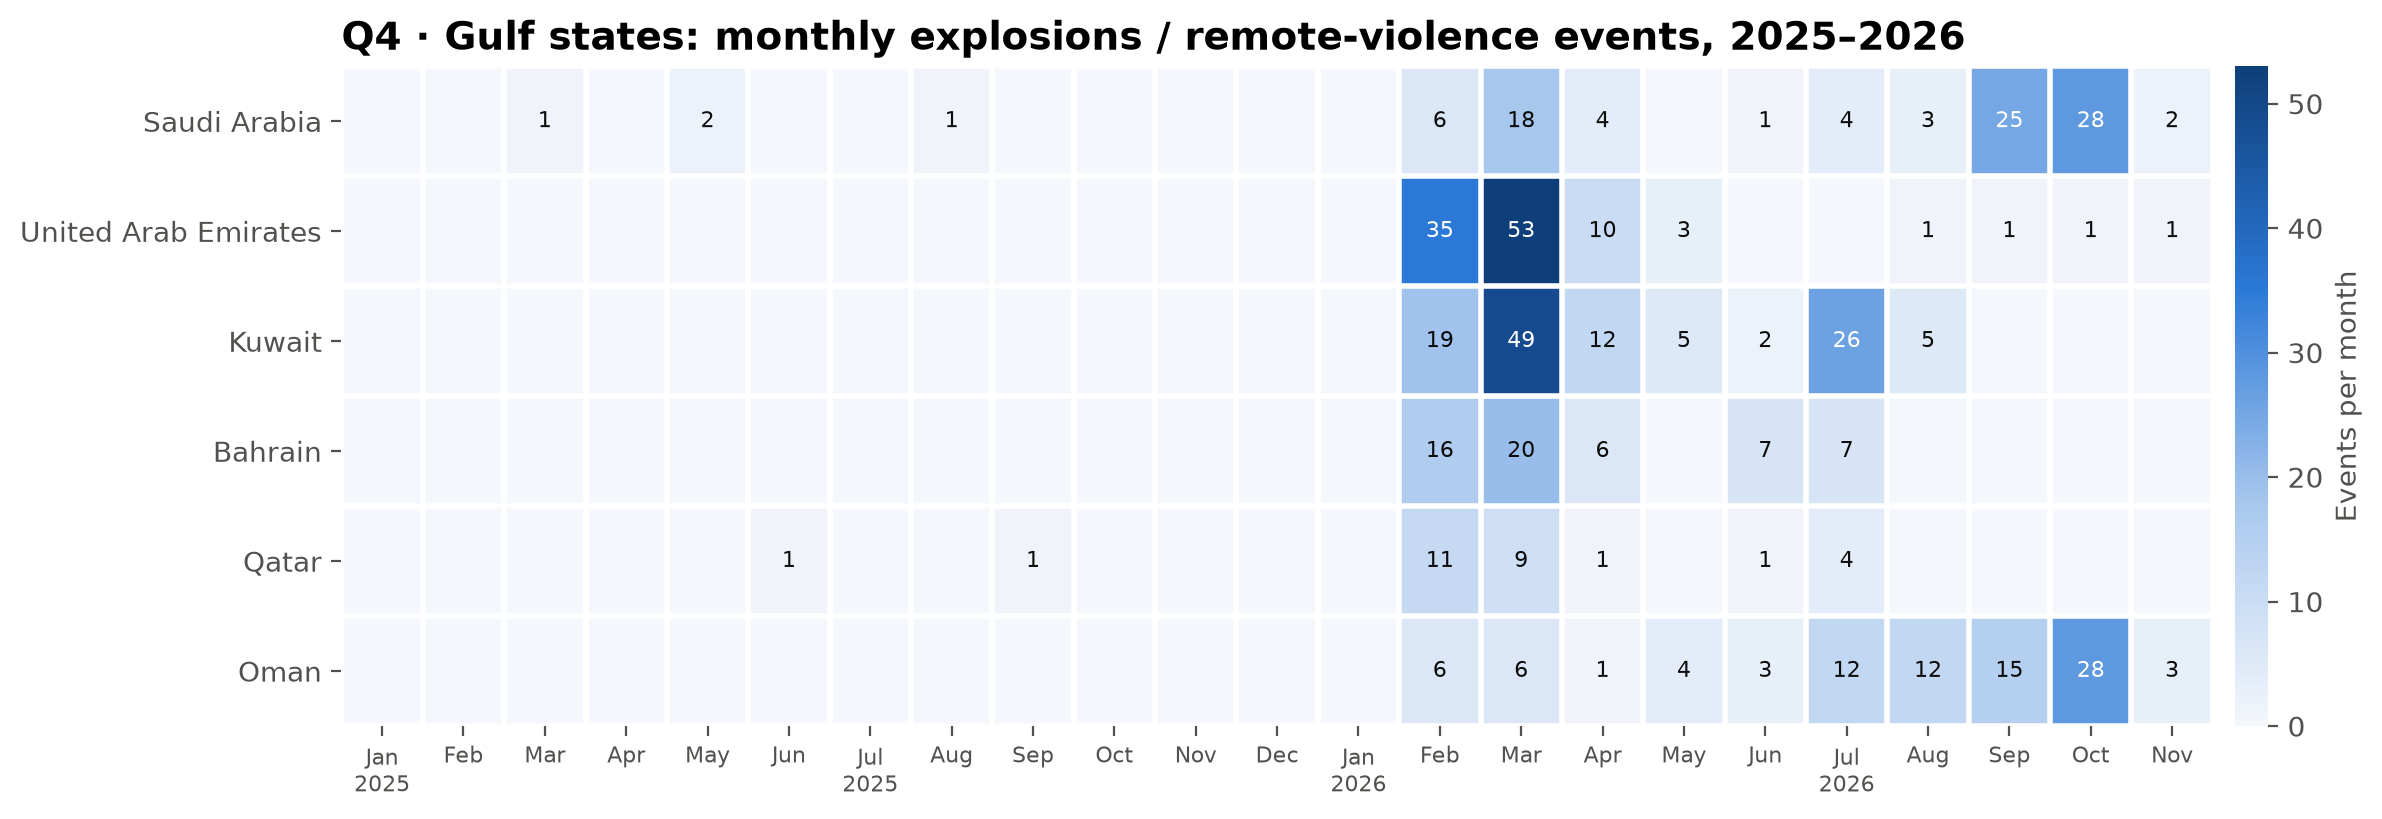 Q4 · Gulf states: monthly explosions / remote-violence events, 2025–2026
Saudi Arabia 1 2 1 6 18 4 1 4 3 25 28 2
United Arab Emirates 35 53 10 3 1 1 1 1
Kuwait 19 49 12 5 2 26 5
Bahrain 16 20 6 7 7
Qatar 1 1 11 9 1 1 4
Oman 6 6 1 4 3 12 12 15 28 3
Jan Feb Mar Apr May Jun Jul Aug Sep Oct Nov Dec Jan Feb Mar Apr May Jun Jul Aug Sep Oct Nov
2025 2025 2026 2026
50
40
30
20
10
0
Events per month